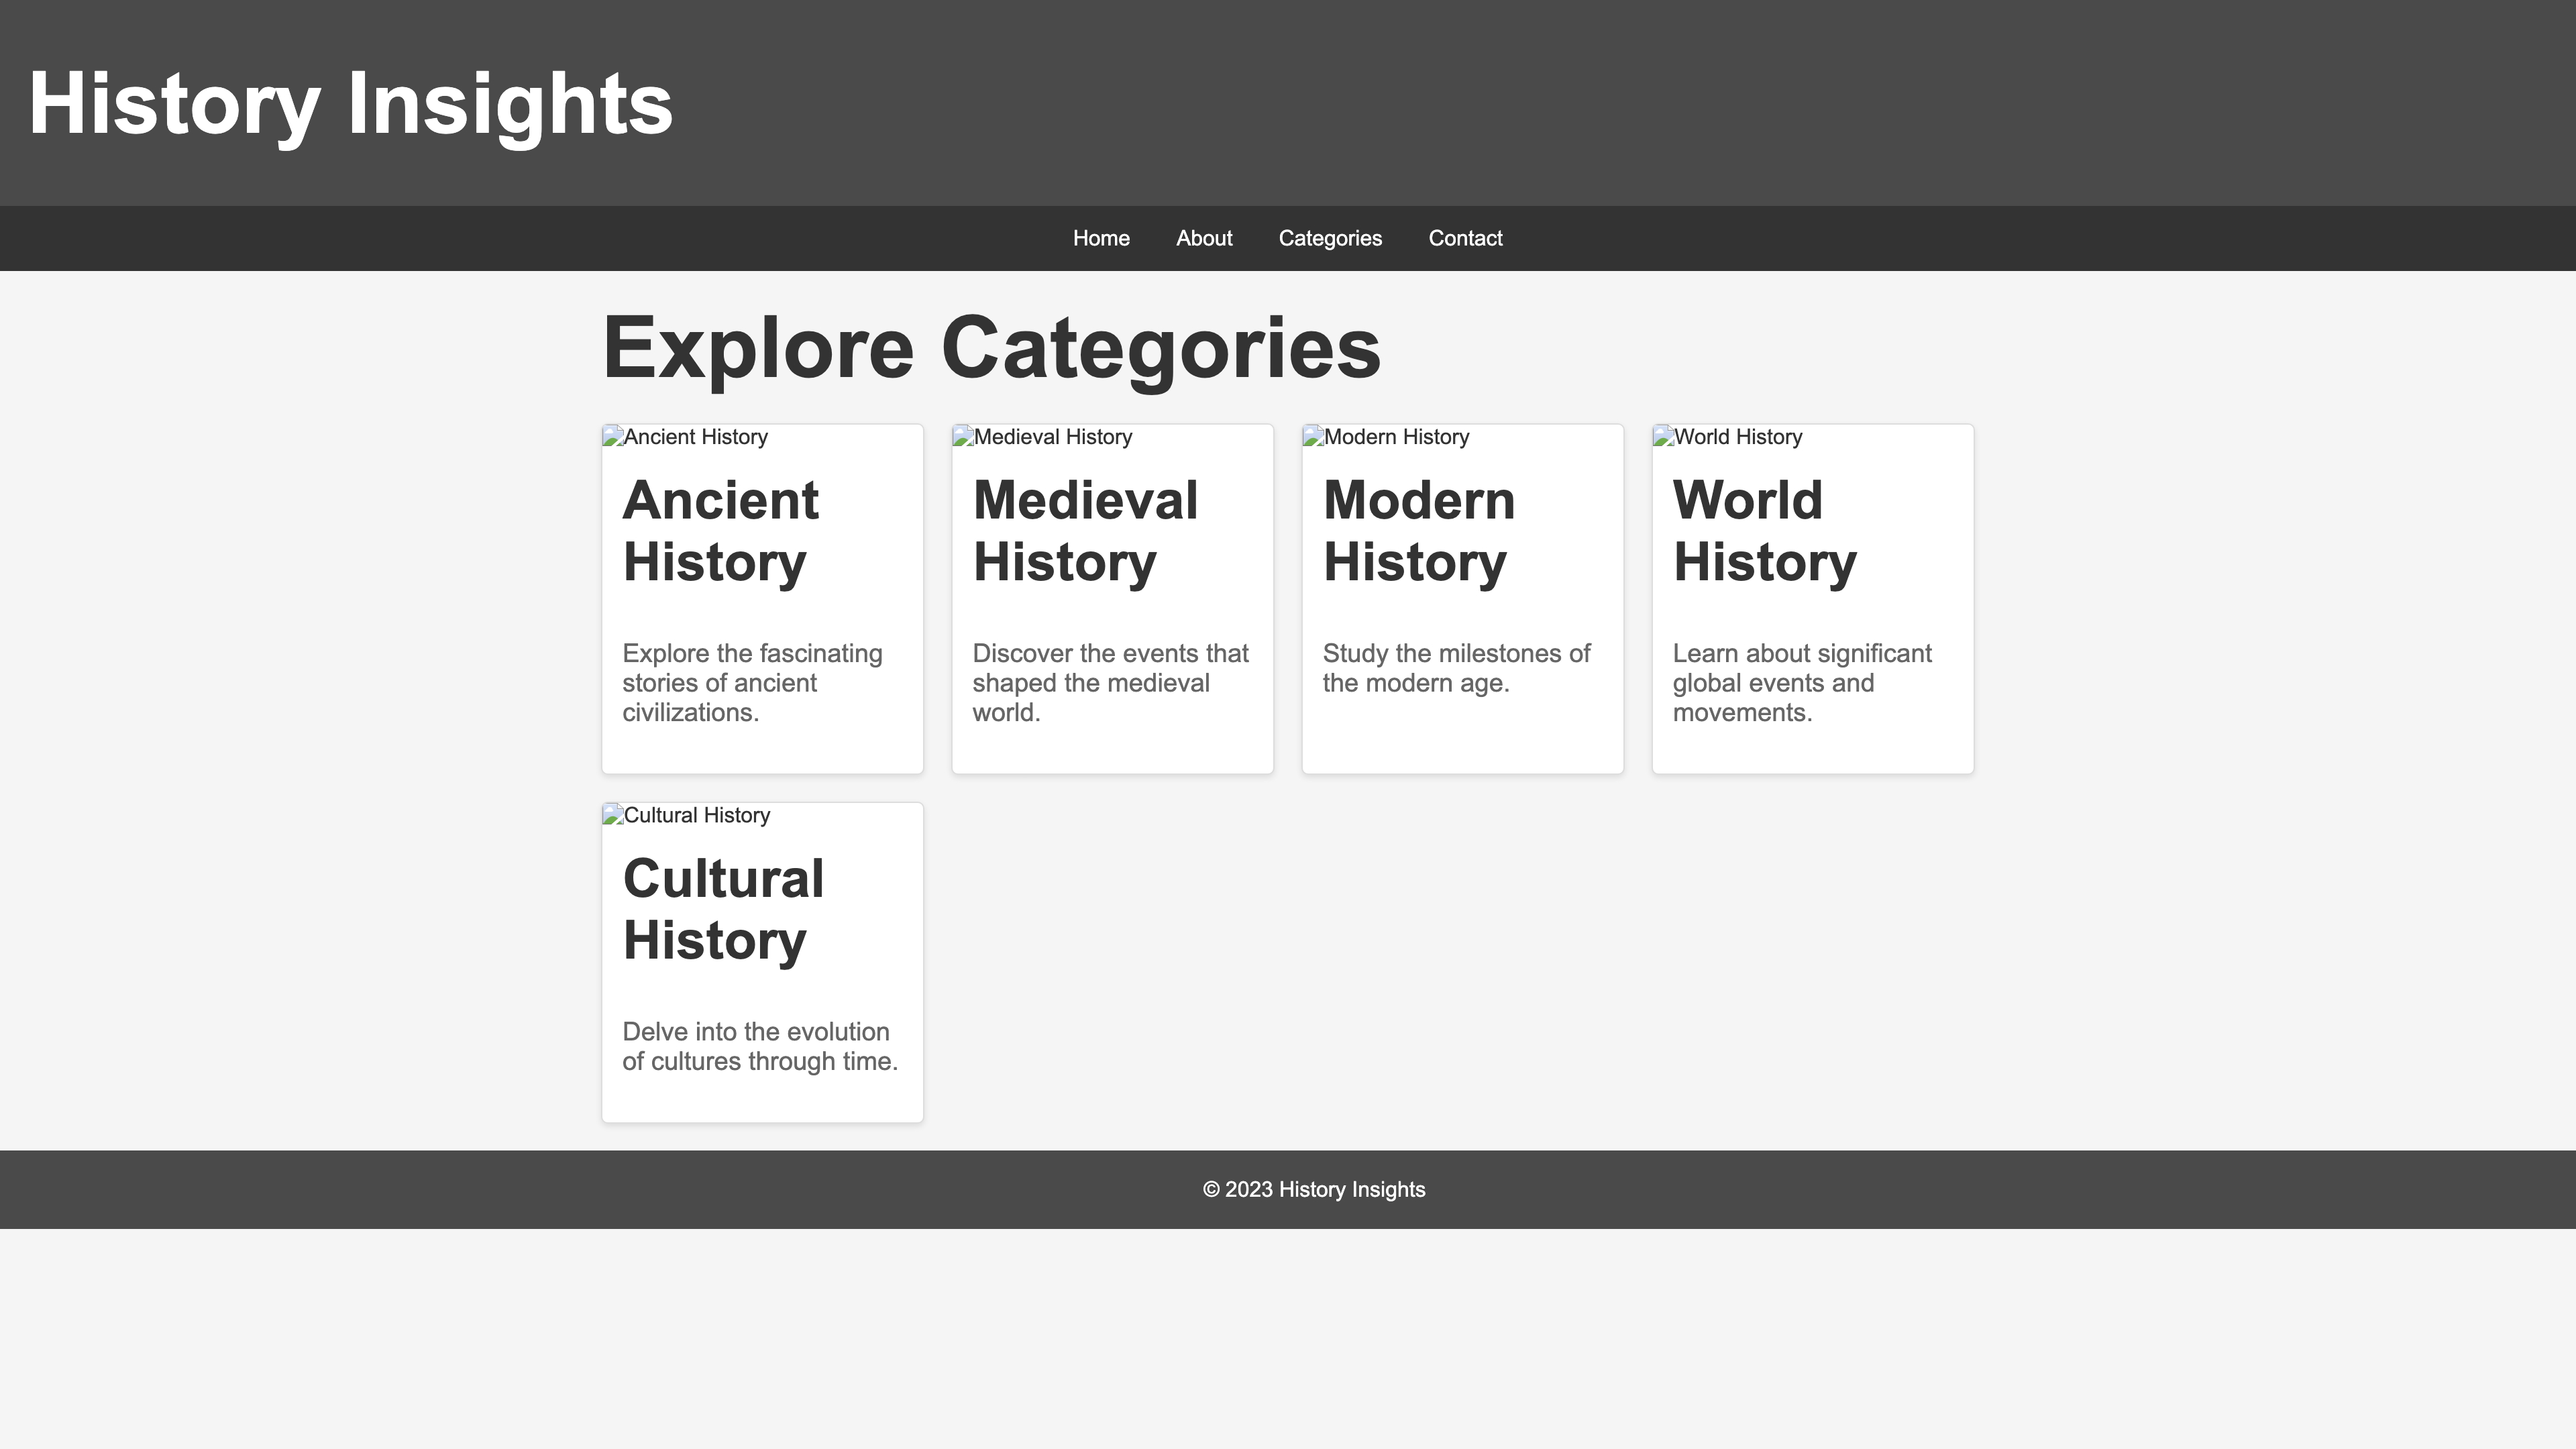 History Insights
Home About Categories Contact
Explore Categories
Ancient History
Ancient
History
Explore the fascinating
stories of ancient
civilizations.
Medieval History
Medieval
History
Discover the events that
shaped the medieval
world.
Modern History
Modern
History
Study the milestones of
the modern age.
World History
World
History
Learn about significant
global events and
movements.
Cultural History
Cultural
History
Delve into the evolution
of cultures through time.
© 2023 History Insights